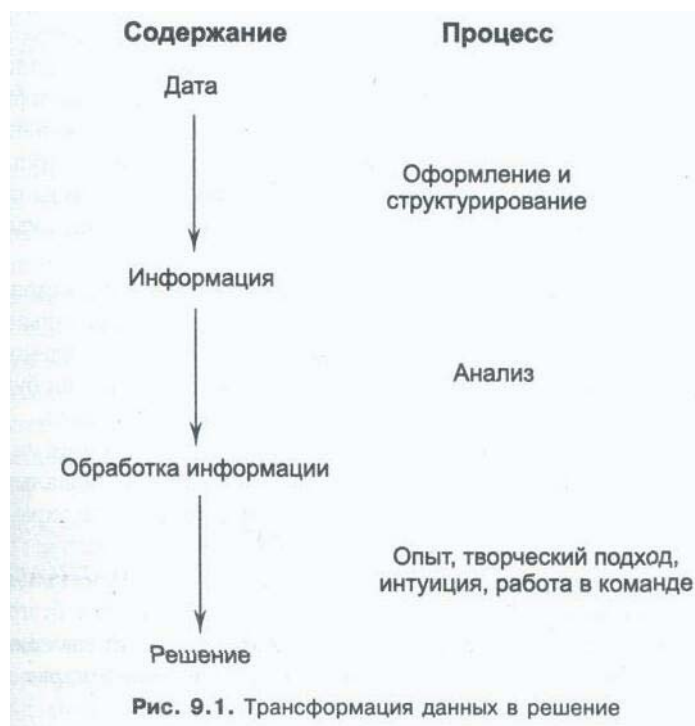 Содержание Процесс
Дата
Оформление и
структурирование
Информация
Анализ
Обработка информации
Опыт, творческий подход,
интуиция, работа в команде
Решение
Рис. 9.1. Трансформация данных в решение